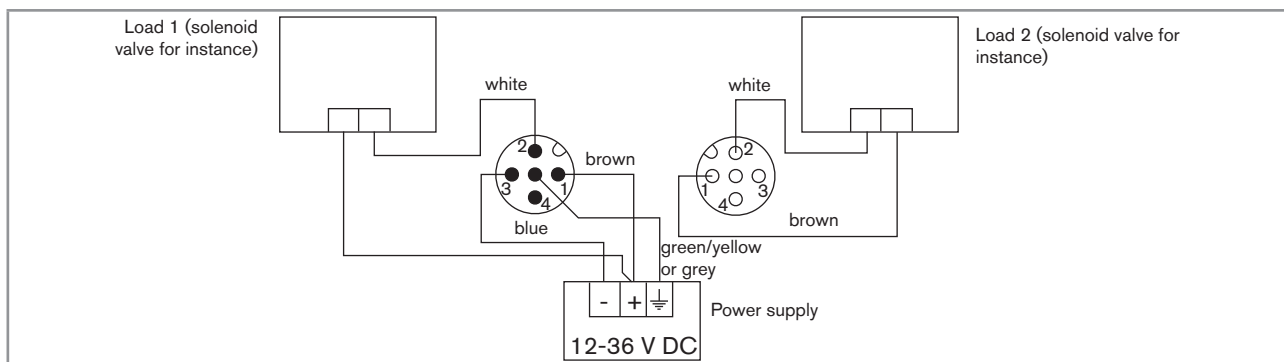 Load 1 (solenoid
valve for instance)
Load 2 (solenoid valve for
instance)
white
white
2
3
1
4
brown
blue
2
1
3
4
brown
green/yellow
or grey
- +
Power supply
12-36 V DC